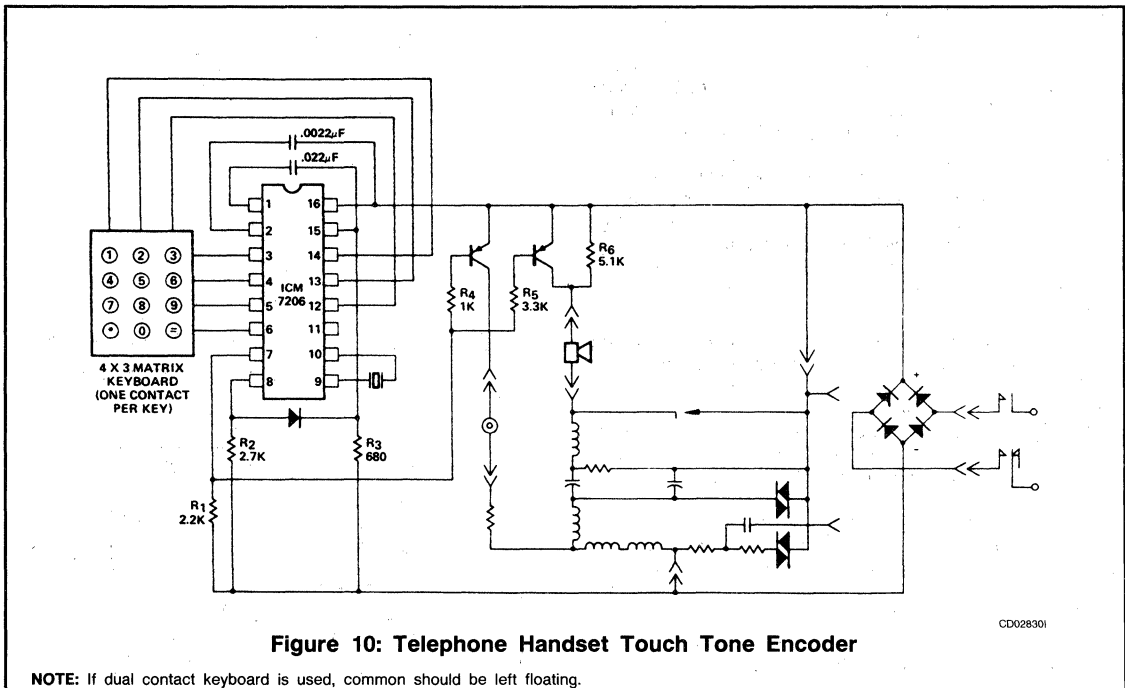 .0022μF
.022μF
1 16
2 15
3 14
4 13
5 12
6 11
7 10
8 9
ICM
7206
1 2 3
4 5 6
7 8 9
* 0 =
4 X 3 MATRIX
KEYBOARD
(ONE CONTACT
PER KEY)
R1
2.2K
R2
2.7K
R3
680
R4
1K
R5
3.3K
R6
5.1K
+
-
CD02830I
Figure 10: Telephone Handset Touch Tone Encoder
NOTE: If dual contact keyboard is used, common should be left floating.